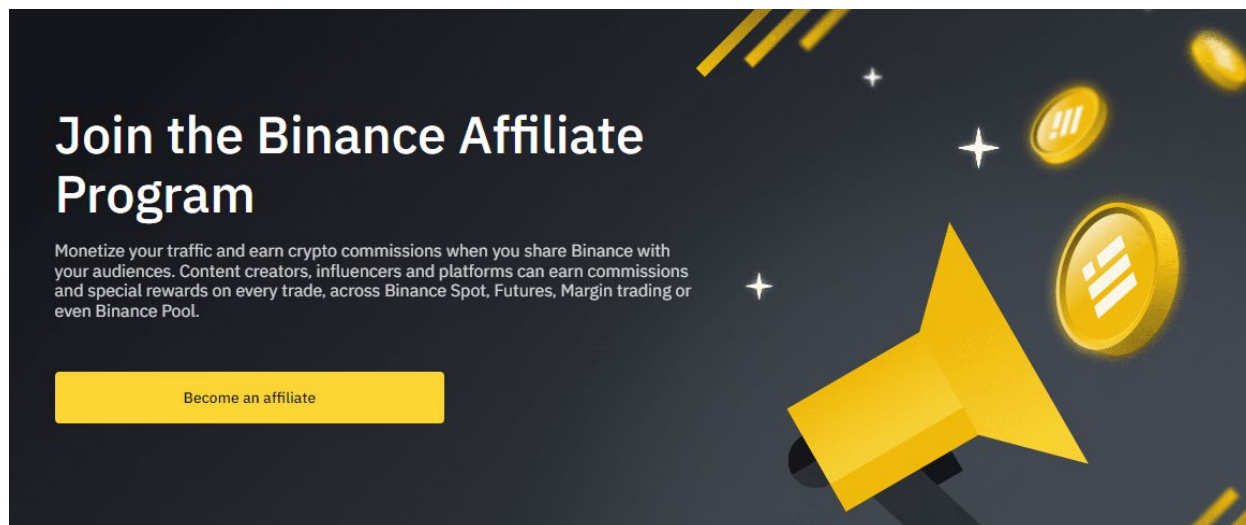 Join the Binance Affiliate
Program
Monetize your traffic and earn crypto commissions when you share Binance with
your audiences. Content creators, influencers and platforms can earn commissions
and special rewards on every trade, across Binance Spot, Futures, Margin trading or
even Binance Pool.
Become an affiliate